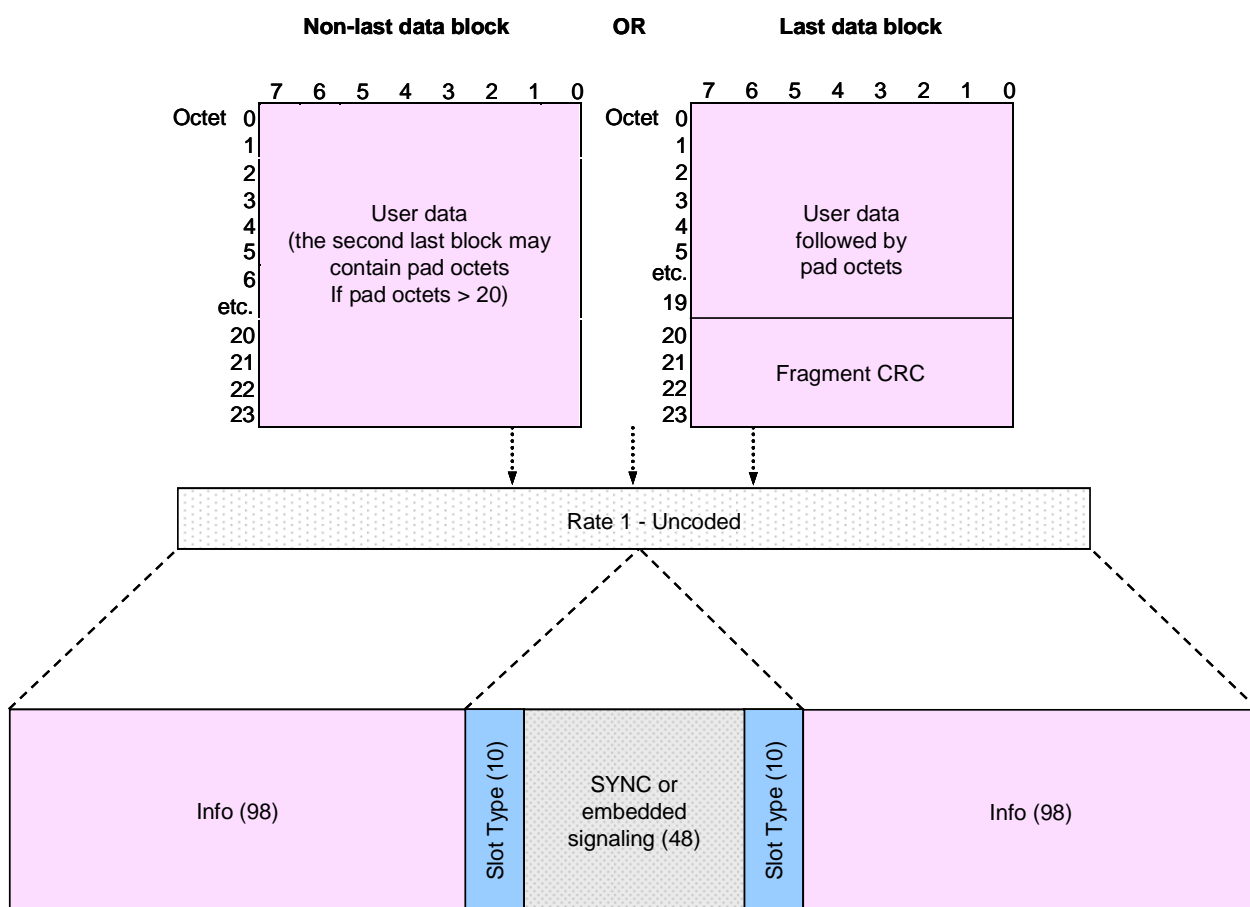 Non-last data block OR Last data block
7 6 5 4 3 2 1 0
7 6 5 4 3 2 1 0
Octet 0
1
2
3
4
5
6
etc.
20
21
22
23
User data
(the second last block may
contain pad octets
If pad octets > 20)
Octet 0
1
2
3
4
5
etc.
19
20
21
22
23
User data
followed by
pad octets
Fragment CRC
Rate 1 - Uncoded
Info (98)
Slot Type (10)
SYNC or
embedded
signaling (48)
Slot Type (10)
Info (98)